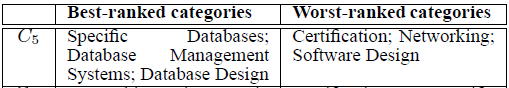 Best-ranked categories Worst-ranked categories
C5 Specific Databases; Certification; Networking;
Database Management Software Design
Systems; Database Design